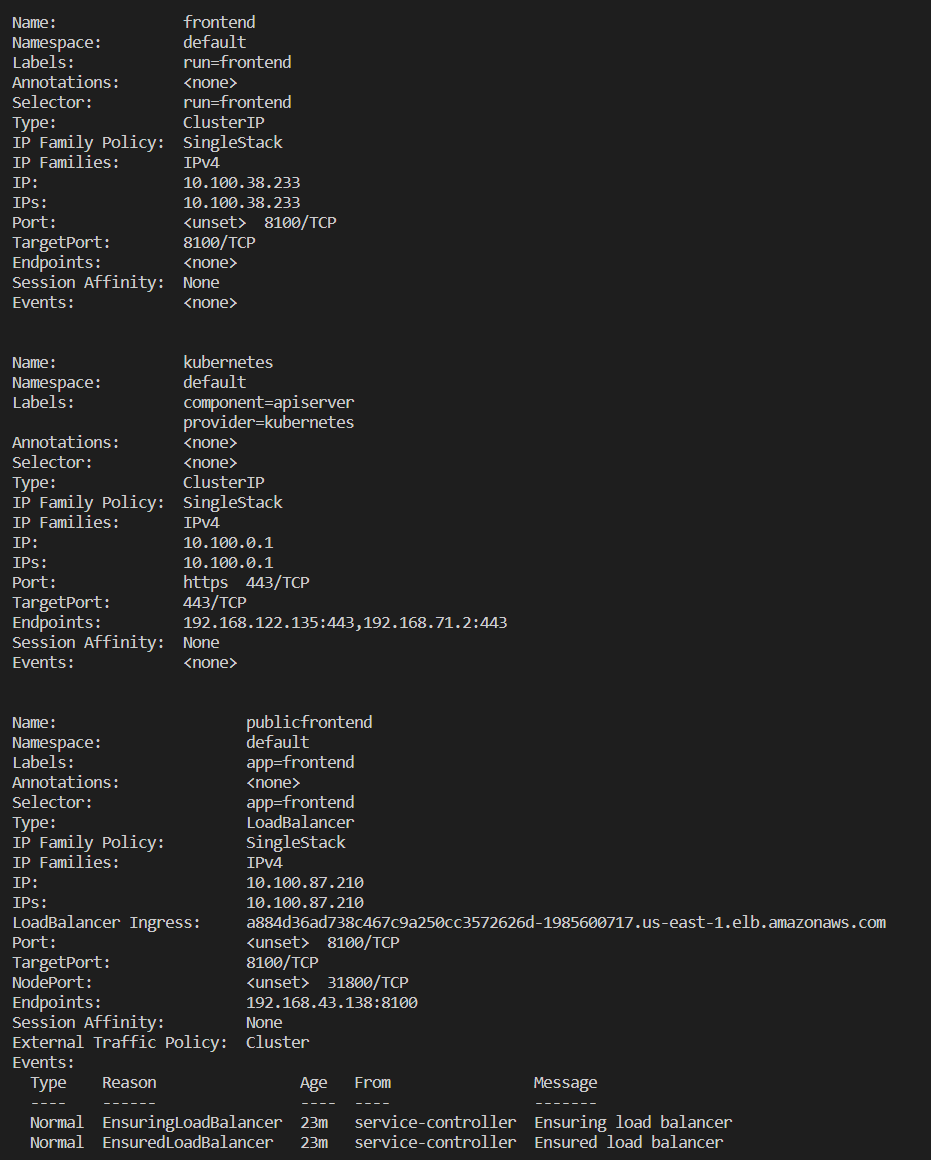 Name:              frontend
Namespace:         default
Labels:            run=frontend
Annotations:       <none>
Selector:          run=frontend
Type:              ClusterIP
IP Family Policy:  SingleStack
IP Families:       IPv4
IP:                10.100.38.233
IPs:               10.100.38.233
Port:              <unset>  8100/TCP
TargetPort:        8100/TCP
Endpoints:         <none>
Session Affinity:  None
Events:            <none>

Name:              kubernetes
Namespace:         default
Labels:            component=apiserver
                   provider=kubernetes
Annotations:       <none>
Selector:          <none>
Type:              ClusterIP
IP Family Policy:  SingleStack
IP Families:       IPv4
IP:                10.100.0.1
IPs:               10.100.0.1
Port:              https  443/TCP
TargetPort:        443/TCP
Endpoints:         192.168.122.135:443,192.168.71.2:443
Session Affinity:  None
Events:            <none>

Name:                     publicfrontend
Namespace:                default
Labels:                   app=frontend
Annotations:              <none>
Selector:                 app=frontend
Type:                     LoadBalancer
IP Family Policy:         SingleStack
IP Families:              IPv4
IP:                       10.100.87.210
IPs:                      10.100.87.210
LoadBalancer Ingress:     a884d36ad738c467c9a250cc3572626d-1985600717.us-east-1.elb.amazonaws.com
Port:                     <unset>  8100/TCP
TargetPort:               8100/TCP
NodePort:                 <unset>  31800/TCP
Endpoints:                192.168.43.138:8100
Session Affinity:         None
External Traffic Policy:  Cluster
Events:
  Type    Reason                Age   From                Message
  ----    ------                ----  ----                -------
  Normal  EnsuringLoadBalancer  23m   service-controller  Ensuring load balancer
  Normal  EnsuredLoadBalancer   23m   service-controller  Ensured load balancer